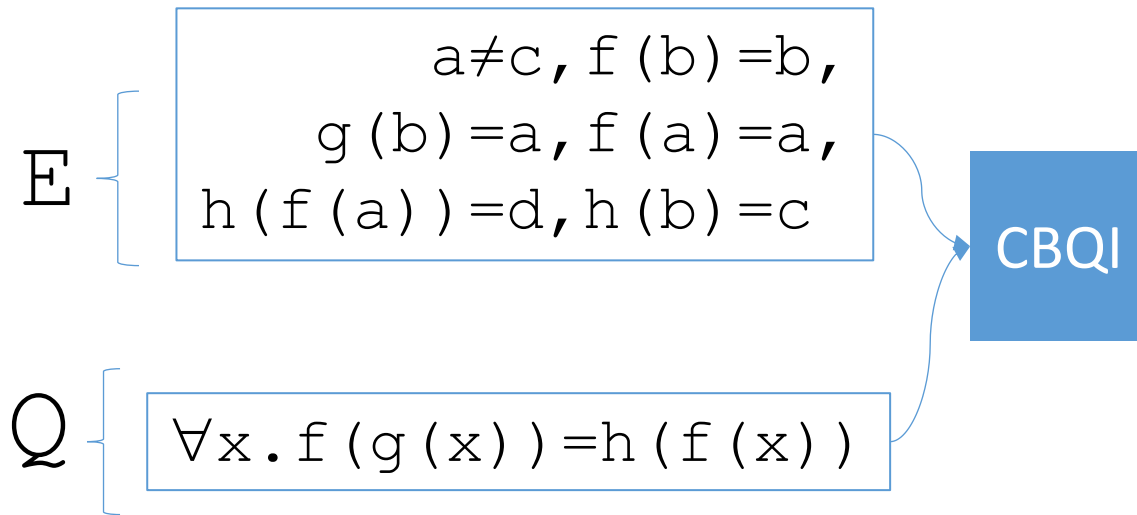 E
a≠c,f(b)=b,
g(b)=a,f(a)=a,
h(f(a))=d,h(b)=c
CBQI
Q
∀x.f(g(x))=h(f(x))